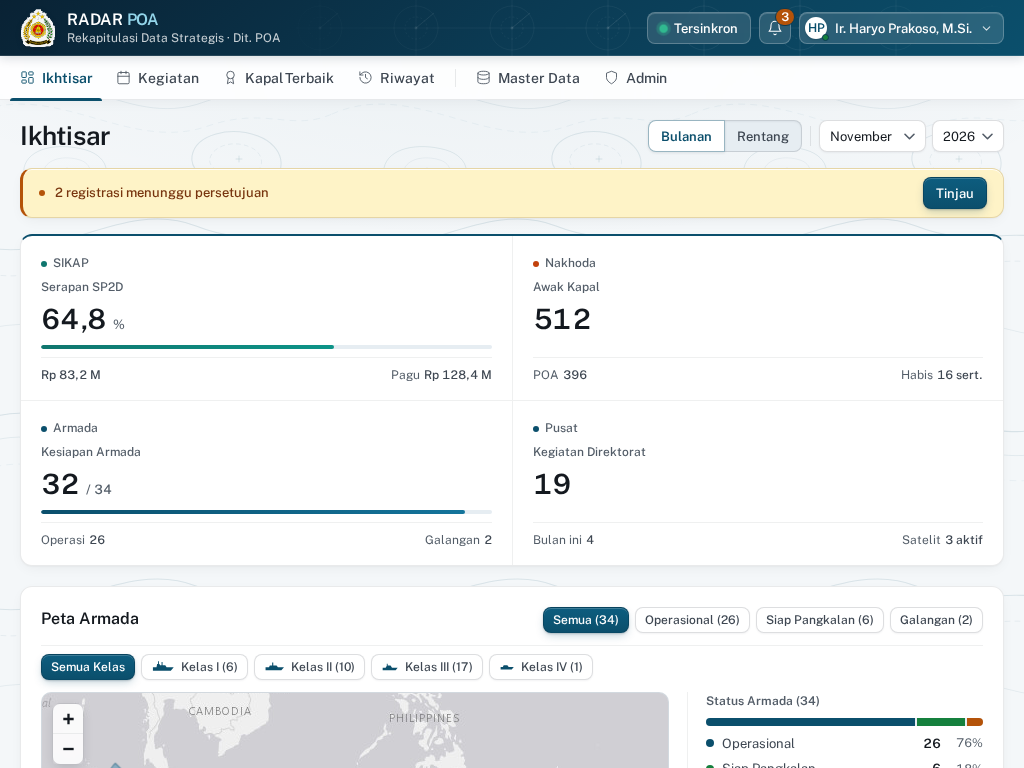 RADAR POA
Rekapitulasi Data Strategis · Dit. POA
Tersinkron
3
HP Ir. Haryo Prakoso, M.Si.
Ikhtisar Kegiatan Kapal Terbaik Riwayat Master Data Admin
Ikhtisar
Bulanan Rentang November 2026
2 registrasi menunggu persetujuan
Tinjau
SIKAP
Serapan SP2D
64,8 %
Rp 83,2 M Pagu Rp 128,4 M
Nakhoda
Awak Kapal
512
POA 396 Habis 16 sert.
Armada
Kesiapan Armada
32 / 34
Operasi 26 Galangan 2
Pusat
Kegiatan Direktorat
19
Bulan ini 4 Satelit 3 aktif
Peta Armada
Semua (34) Operasional (26) Siap Pangkalan (6) Galangan (2)
Semua Kelas Kelas I (6) Kelas II (10) Kelas III (17) Kelas IV (1)
al
CAMBODIA
PHILIPPINES
+
−
Status Armada (34)
Operasional 26 76%
Siap Pangkalan 6 18%